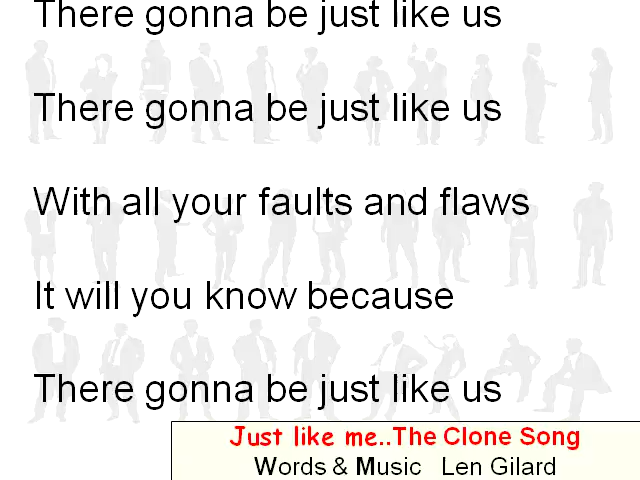 There gonna be just like us
There gonna be just like us
With all your faults and flaws
It will you know because
There gonna be just like us
Just like me..The Clone Song
Words & Music Len Gilard